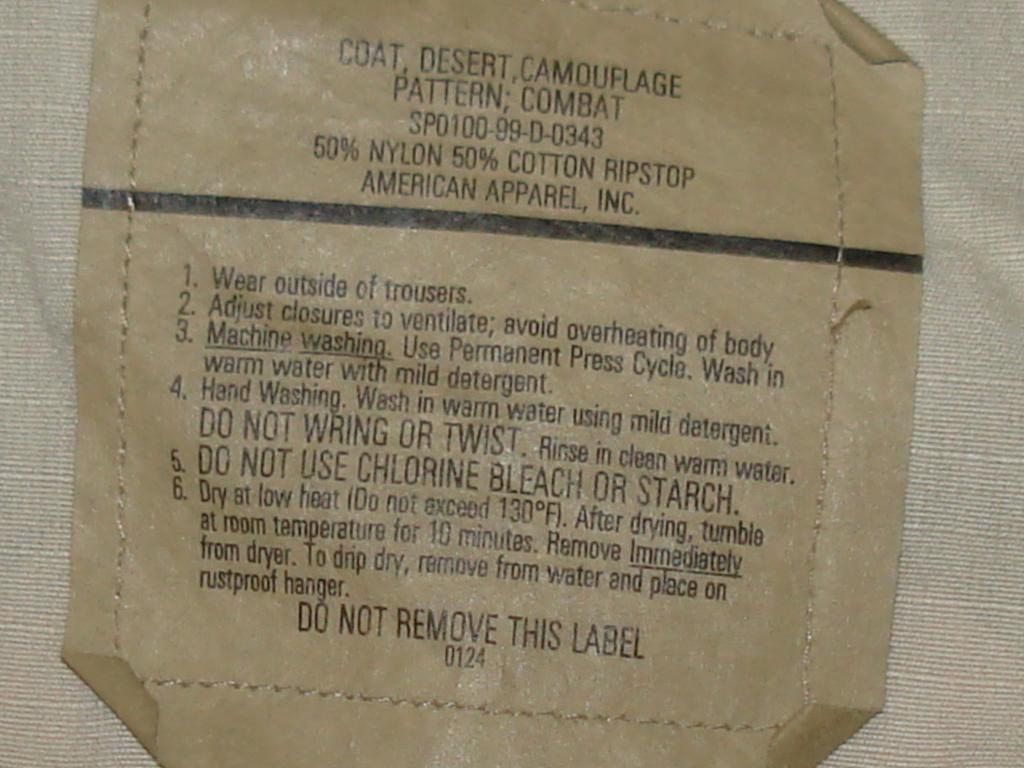 COAT, DESERT, CAMOUFLAGE
PATTERN; COMBAT
SP0100-99-D-0343
50% NYLON 50% COTTON RIPSTOP
AMERICAN APPAREL, INC.
1. Wear outside of trousers.
2. Adjust closures to ventilate; avoid overheating of body
3. Machine washing. Use Permanent Press Cycle. Wash in
warm water with mild detergent.
4. Hand Washing. Wash in warm water using mild detergent.
DO NOT WRING OR TWIST. Rinse in clean warm water.
5. DO NOT USE CHLORINE BLEACH OR STARCH.
6. Dry at low heat (Do not exceed 130°F). After drying, tumble
at room temperature for 10 minutes. Remove Immediately
from dryer. To drip dry, remove from water and place on
rustproof hanger.
DO NOT REMOVE THIS LABEL
0124